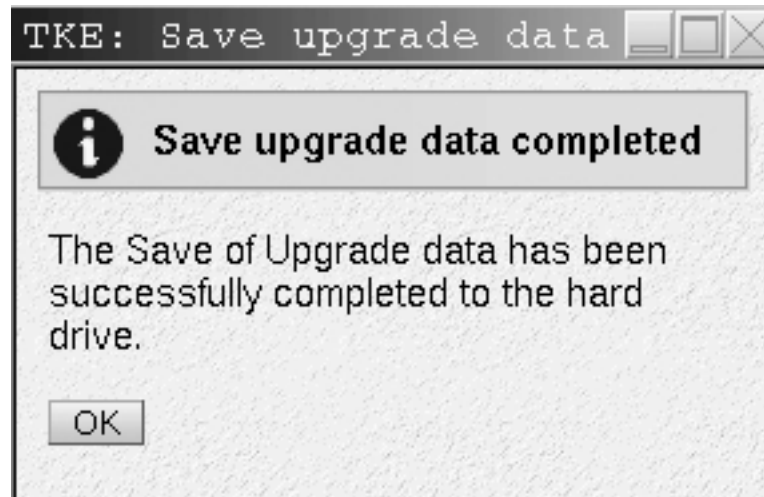 TKE: Save upgrade data
Save upgrade data completed
The Save of Upgrade data has been
successfully completed to the hard
drive.
OK